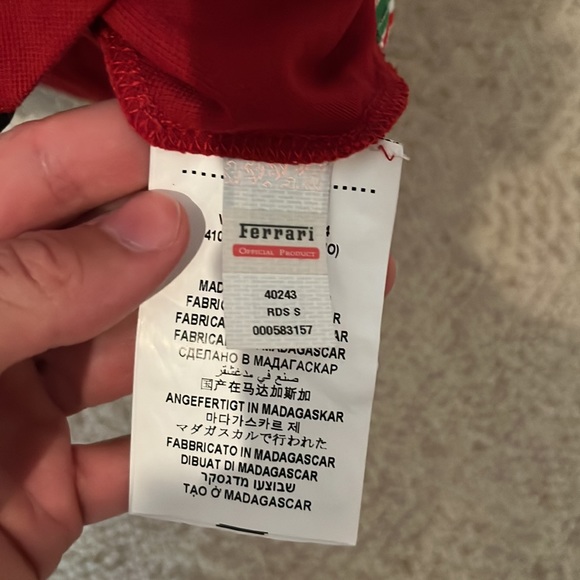 Ferrari
OFFICIAL PRODUCT
40243
RDS S
000583157
MAD
FABRIC
FABRICA
FABRICA MADAGASCAR
СДЕЛАНО В МАДАГАСКАР
صنع في مدغشقر
国产在马达加斯加
ANGEFERTIGT IN MADAGASKAR
마다가스카르 제
マダガスカルで行われた
FABBRICATO IN MADAGASCAR
DIBUAT DI MADAGASCAR
שבוצעו מדגסקר
TẠO Ở MADAGASCAR